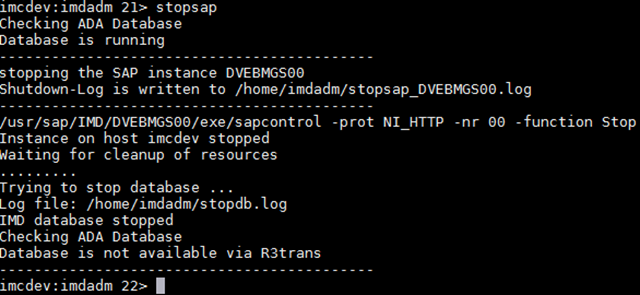 imcdev:imdadm 21> stopsap
Checking ADA Database
Database is running
-------------------------------------------
stopping the SAP instance DVEBMGS00
Shutdown-Log is written to /home/imdadm/stopsap_DVEBMGS00.log
-------------------------------------------
/usr/sap/IMD/DVEBMGS00/exe/sapcontrol -prot NI_HTTP -nr 00 -function Stop
Instance on host imcdev stopped
Waiting for cleanup of resources
.........
Trying to stop database ...
Log file: /home/imdadm/stopdb.log
IMD database stopped
Checking ADA Database
Database is not available via R3trans
-------------------------------------------
imcdev:imdadm 22>